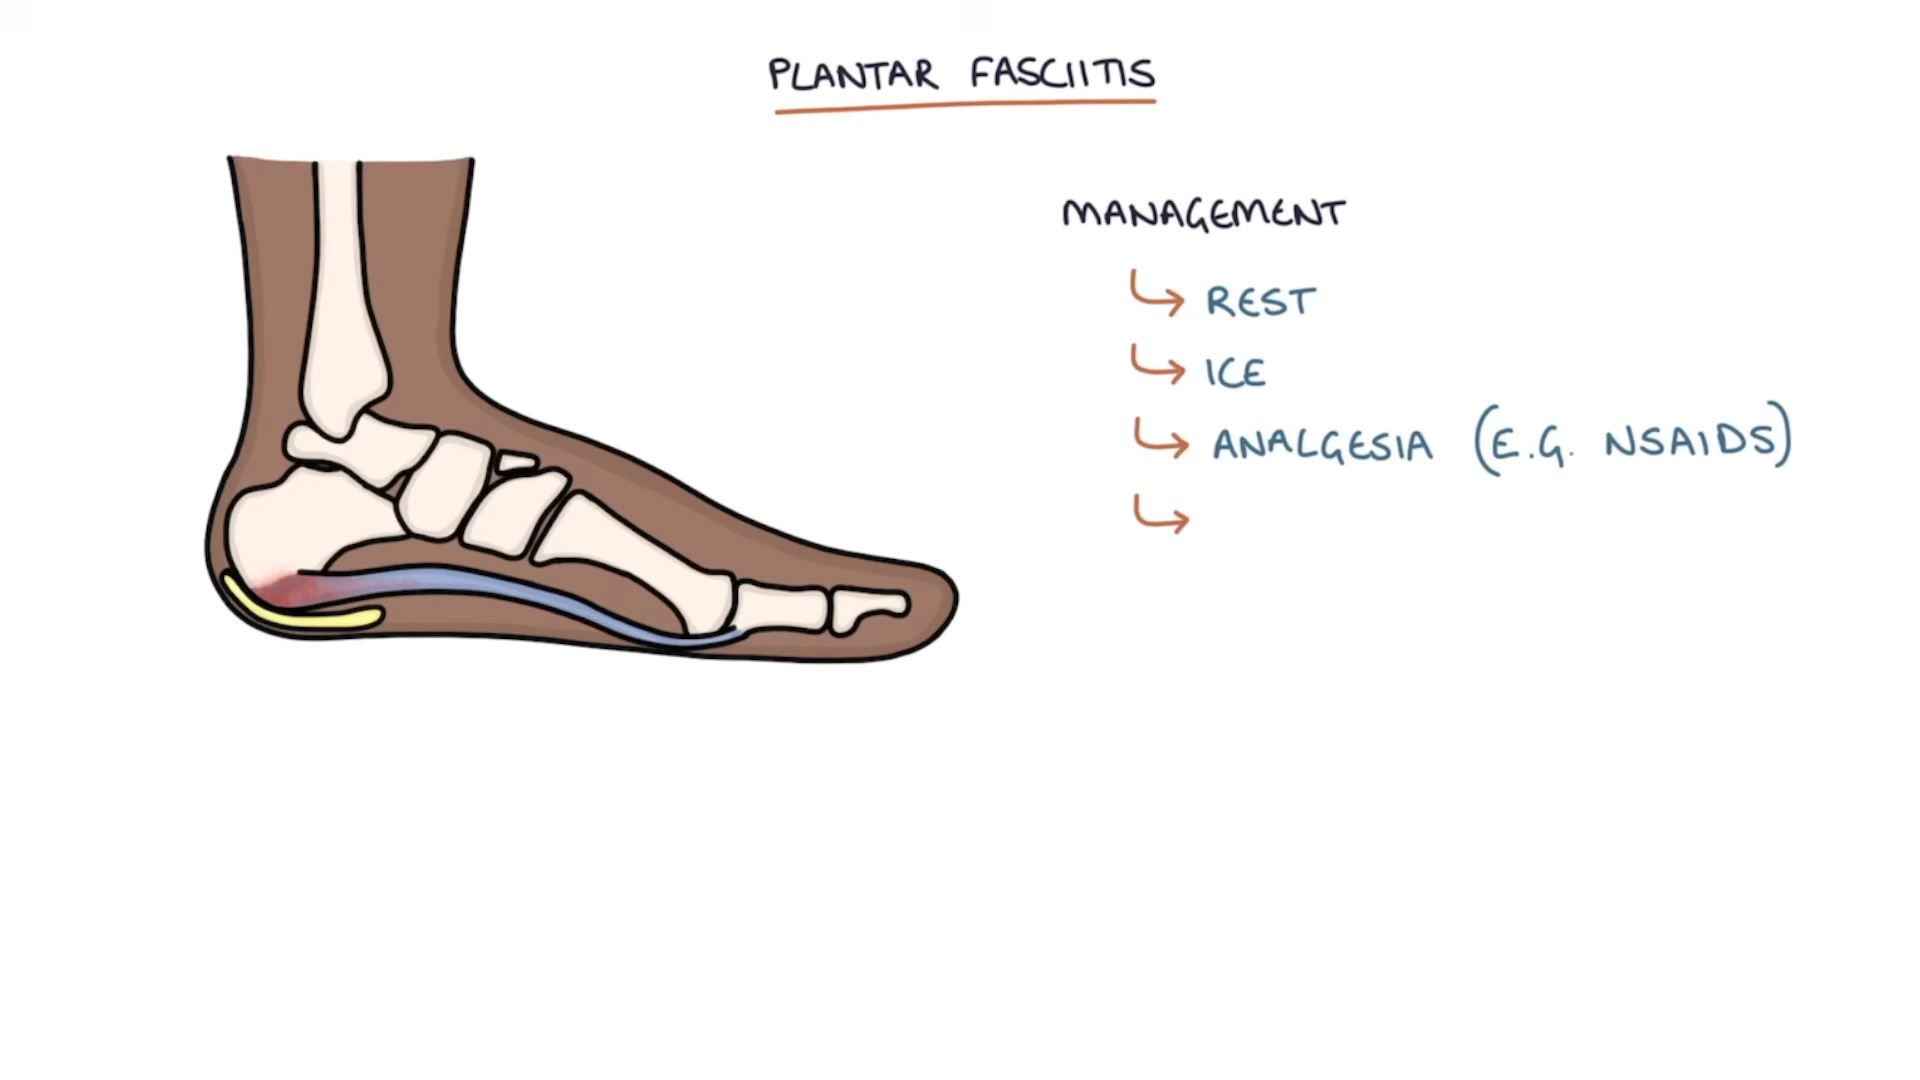 PLANTAR FASCIITIS
MANAGEMENT
REST
ICE
ANALGESIA (E.G. NSAIDS)